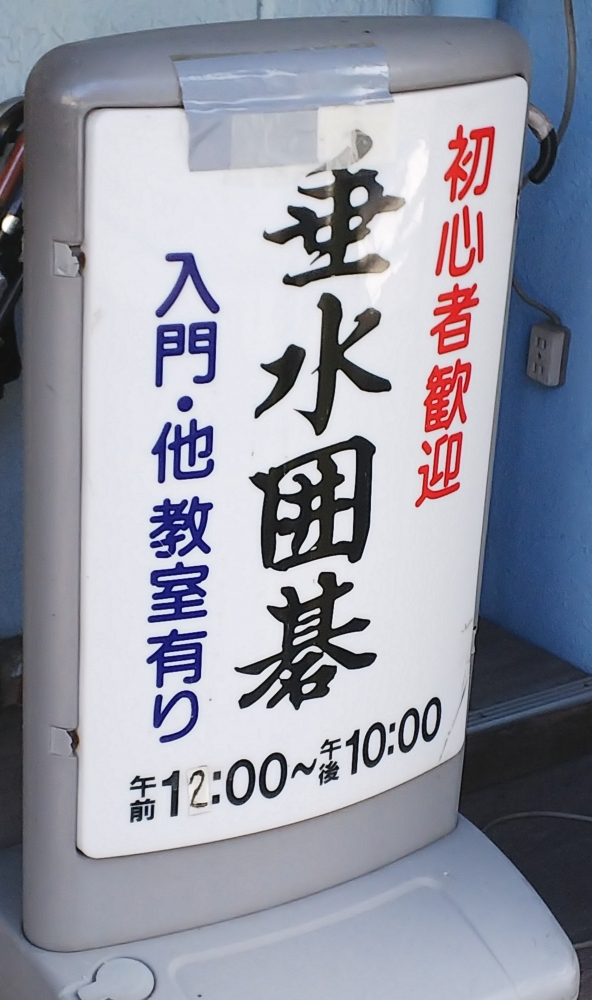 初心者歓迎
垂水囲碁
入門・他 教室有り
午前12:00~午後10:00